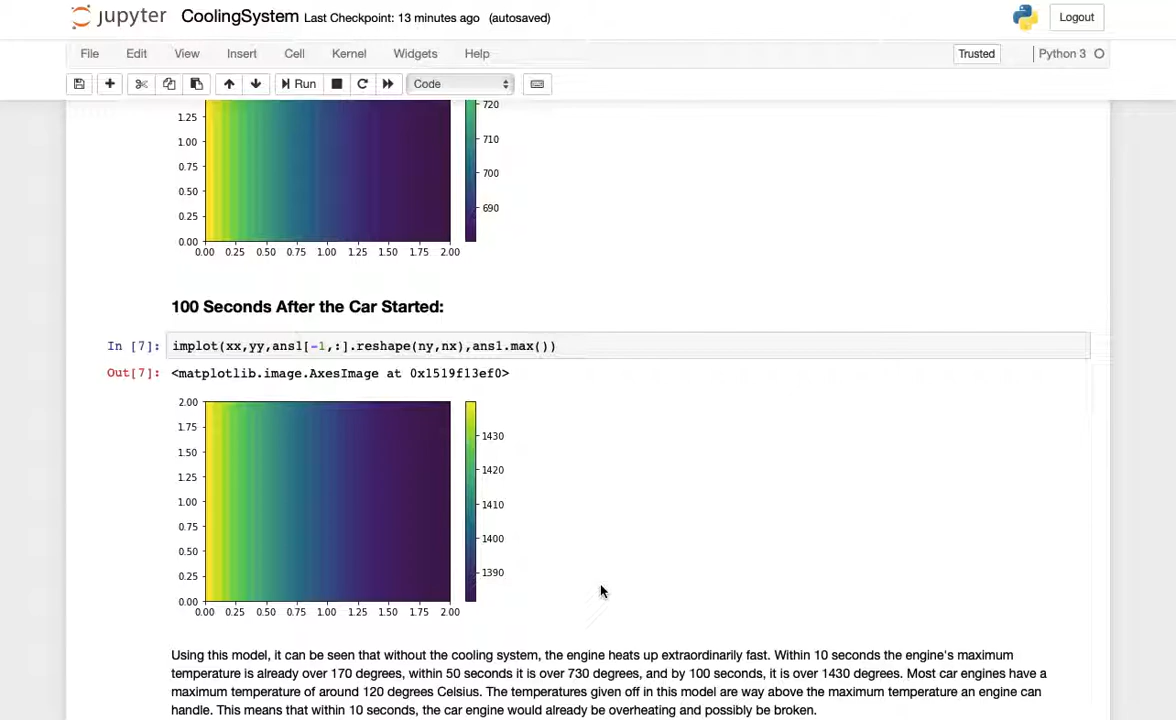 jupyter CoolingSystem Last Checkpoint: 13 minutes ago (autosaved) Logout
File Edit View Insert Cell Kernel Widgets Help Trusted Python 3
Run Code
1.25
1.00
0.75
0.50
0.25
0.00
0.00 0.25 0.50 0.75 1.00 1.25 1.50 1.75 2.00
720
710
700
690
100 Seconds After the Car Started:
In [7]: implot(xx,yy,ans1[-1,:].reshape(ny,nx),ans1.max())
Out[7]: <matplotlib.image.AxesImage at 0x1519f13ef0>
2.00
1.75
1.50
1.25
1.00
0.75
0.50
0.25
0.00
0.00 0.25 0.50 0.75 1.00 1.25 1.50 1.75 2.00
1430
1420
1410
1400
1390
Using this model, it can be seen that without the cooling system, the engine heats up extraordinarily fast. Within 10 seconds the engine's maximum
temperature is already over 170 degrees, within 50 seconds it is over 730 degrees, and by 100 seconds, it is over 1430 degrees. Most car engines have a
maximum temperature of around 120 degrees Celsius. The temperatures given off in this model are way above the maximum temperature an engine can
handle. This means that within 10 seconds, the car engine would already be overheating and possibly be broken.